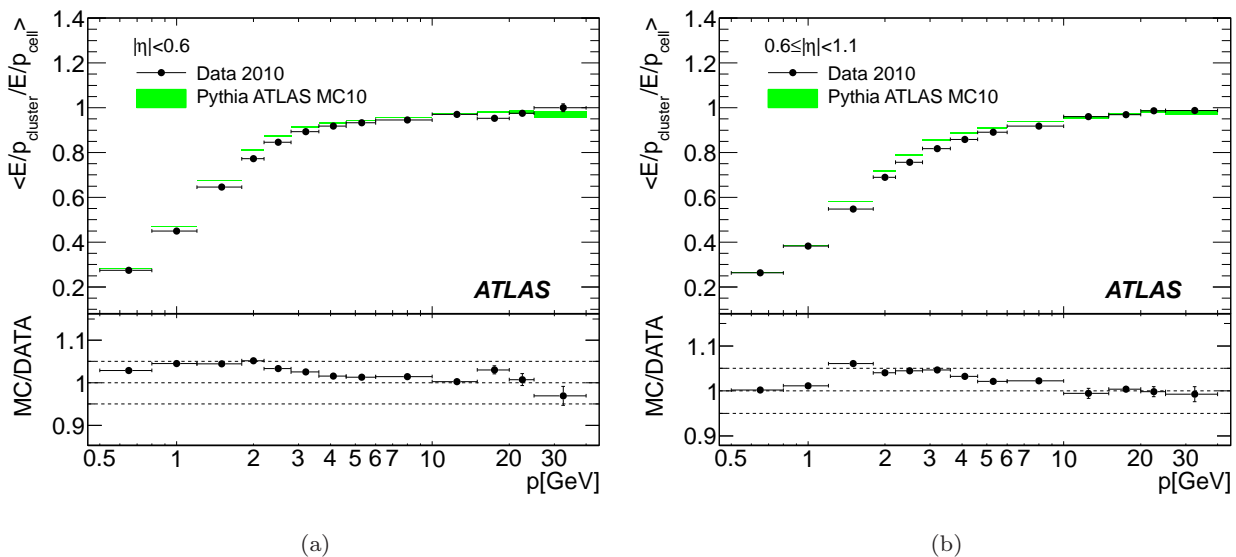 <E/p_cluster/E/p_cell>
1.4
1.2
1
0.8
0.6
0.4
0.2
|η|<0.6
Data 2010
Pythia ATLAS MC10
ATLAS
MC/DATA
1.1
1.0
0.9
0.5 1 2 3 4 5 6 7 10 20 30
p[GeV]
(a)
<E/p_cluster/E/p_cell>
1.4
1.2
1
0.8
0.6
0.4
0.2
0.6≤|η|<1.1
Data 2010
Pythia ATLAS MC10
ATLAS
MC/DATA
1.1
1.0
0.9
0.5 1 2 3 4 5 6 7 10 20 30
p[GeV]
(b)